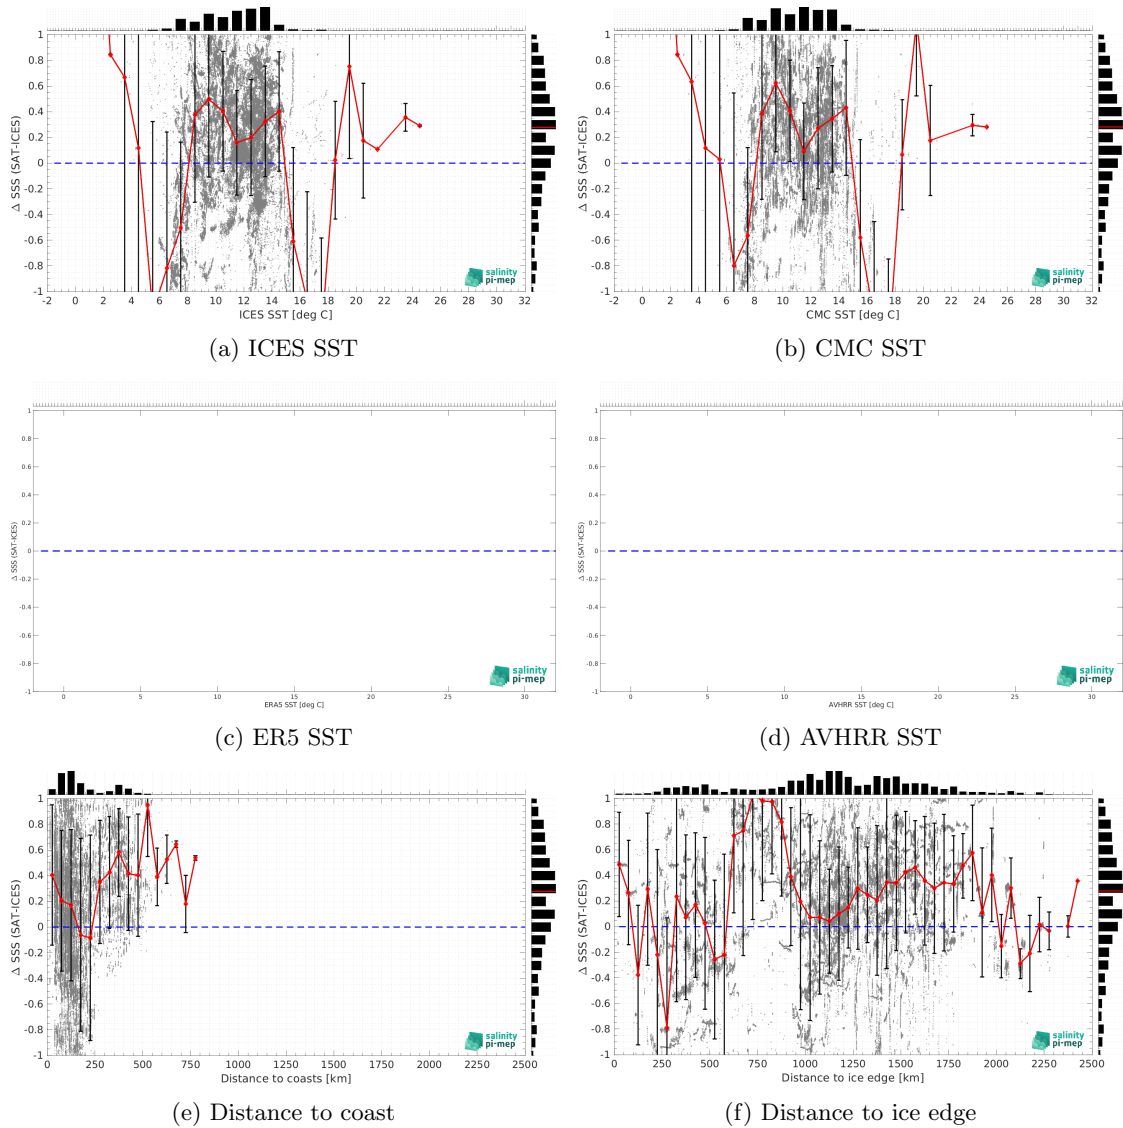 1
0.8
0.6
0.4
0.2
0
-0.2
-0.4
-0.6
-0.8
-1
Δ SSS (SAT-ICES)
-2 0 2 4 6 8 10 12 14 16 18 20 22 24 26 28 30 32
ICES SST [deg C]
salinity
pi-mep
(a) ICES SST
1
0.8
0.6
0.4
0.2
0
-0.2
-0.4
-0.6
-0.8
-1
Δ SSS (SAT-ICES)
-2 0 2 4 6 8 10 12 14 16 18 20 22 24 26 28 30 32
CMC SST [deg C]
salinity
pi-mep
(b) CMC SST
1
0.8
0.6
0.4
0.2
0
-0.2
-0.4
-0.6
-0.8
-1
Δ SSS (SAT-ICES)
0 5 10 15 20 25 30
ERA5 SST [deg C]
salinity
pi-mep
(c) ER5 SST
1
0.8
0.6
0.4
0.2
0
-0.2
-0.4
-0.6
-0.8
-1
Δ SSS (SAT-ICES)
0 5 10 15 20 25 30
AVHRR SST [deg C]
salinity
pi-mep
(d) AVHRR SST
1
0.8
0.6
0.4
0.2
0
-0.2
-0.4
-0.6
-0.8
-1
Δ SSS (SAT-ICES)
0 250 500 750 1000 1250 1500 1750 2000 2250 2500
Distance to coasts [km]
salinity
pi-mep
(e) Distance to coast
1
0.8
0.6
0.4
0.2
0
-0.2
-0.4
-0.6
-0.8
-1
Δ SSS (SAT-ICES)
0 250 500 750 1000 1250 1500 1750 2000 2250 2500
Distance to ice edge [km]
salinity
pi-mep
(f) Distance to ice edge